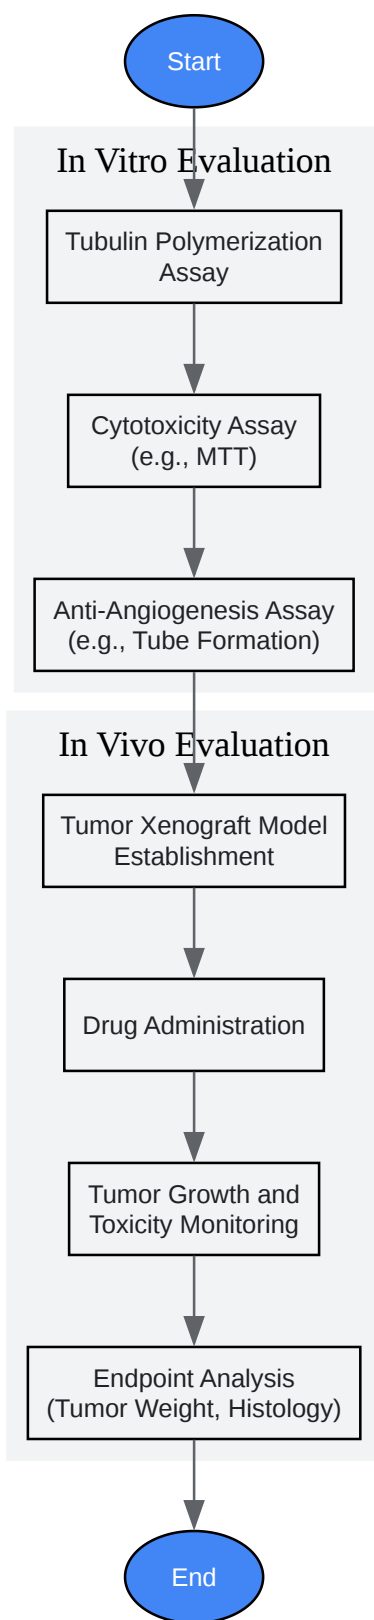 Start
In Vitro Evaluation
Tubulin Polymerization
Assay
Cytotoxicity Assay
(e.g., MTT)
Anti-Angiogenesis Assay
(e.g., Tube Formation)
In Vivo Evaluation
Tumor Xenograft Model
Establishment
Drug Administration
Tumor Growth and
Toxicity Monitoring
Endpoint Analysis
(Tumor Weight, Histology)
End